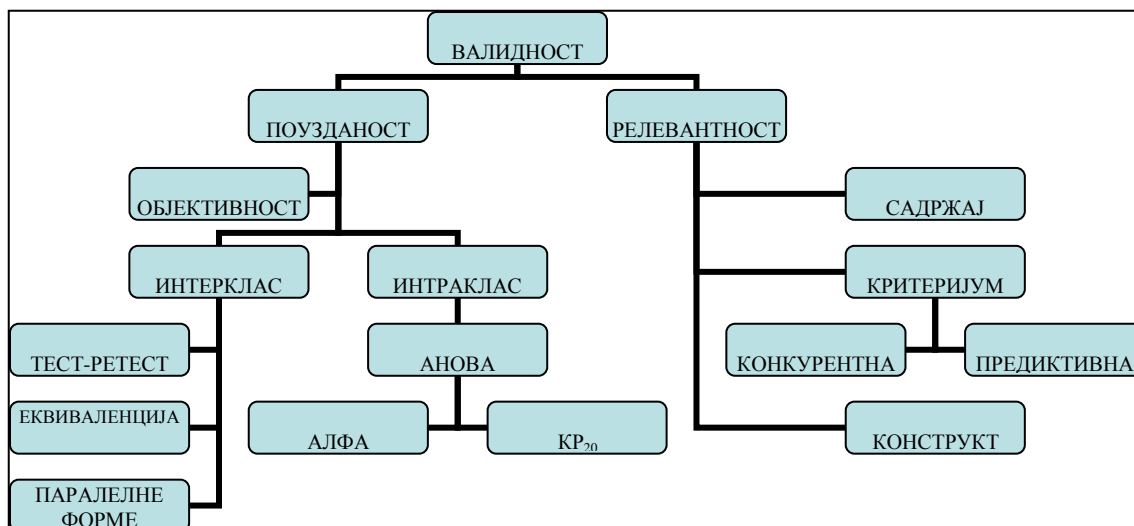 ВАЛИДНОСТ
ПОУЗДАНОСТ
РЕЛЕВАНТНОСТ
ОБЈЕКТИВНОСТ
САДРЖАЈ
ИНТЕРКЛАС
ИНТРАКЛАС
КРИТЕРИЈУМ
ТЕСТ-РЕТЕСТ
АНОВА
КОНКУРЕНТНА
ПРЕДИКТИВНА
ЕКВИВАЛЕНЦИЈА
АЛФА
КР₂₀
КОНСТРУКТ
ПАРАЛЕЛНЕ
ФОРМЕ